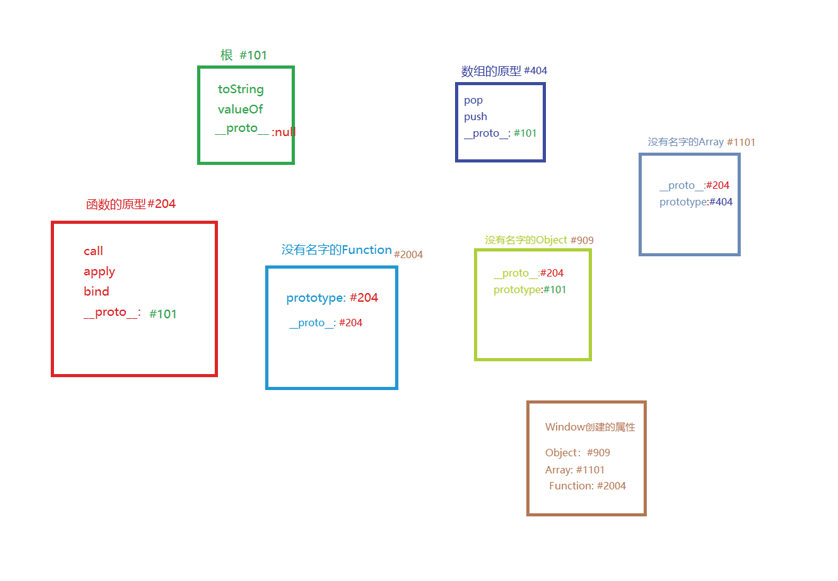 根 #101
toString
valueOf
__proto__ :null
数组的原型 #404
pop
push
__proto__: #101
没有名字的Array #1101
__proto__:#204
prototype:#404
函数的原型 #204
call
apply
bind
__proto__: #101
没有名字的Function #2004
prototype: #204
__proto__: #204
没有名字的Object #909
__proto__:#204
prototype:#101
Window创建的属性
Object: #909
Array: #1101
Function: #2004